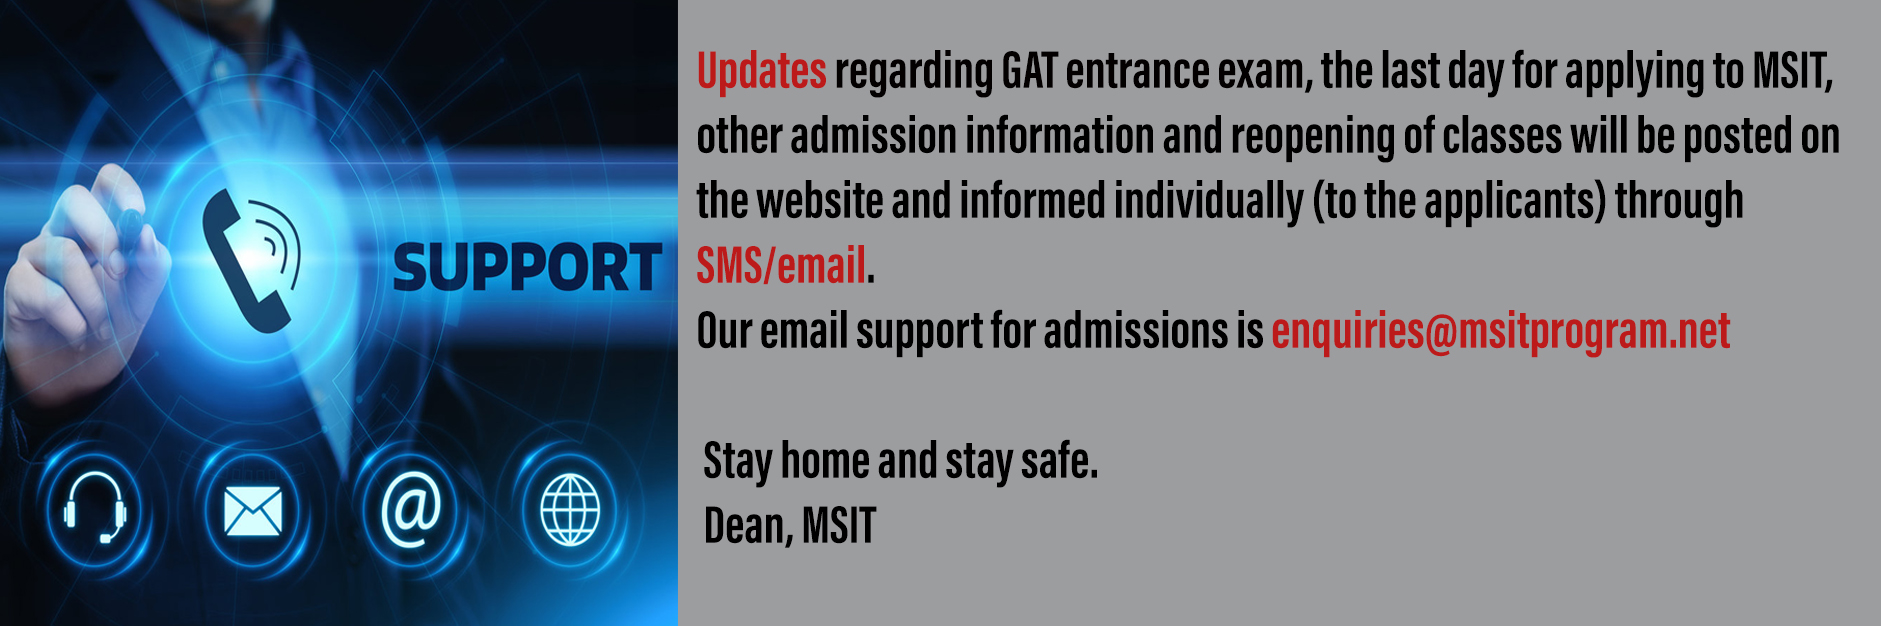 SUPPORT
Updates regarding GAT entrance exam, the last day for applying to MSIT,
other admission information and reopening of classes will be posted on
the website and informed individually (to the applicants) through
SMS/email.
Our email support for admissions is enquiries@msitprogram.net
Stay home and stay safe.
Dean, MSIT